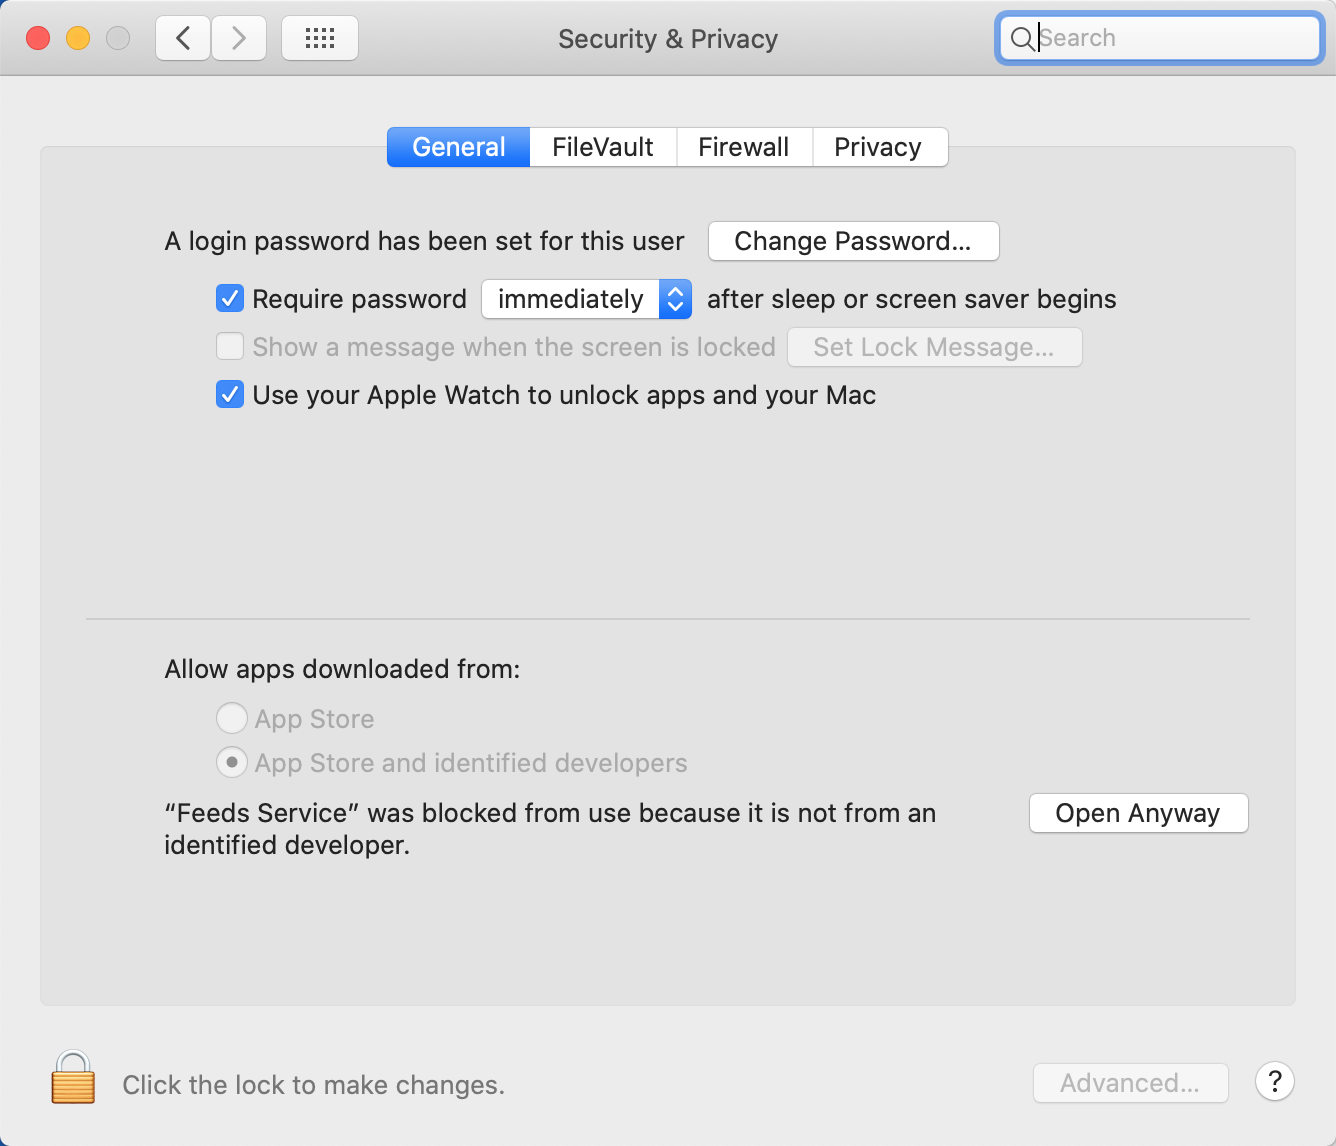 Security & Privacy
Search
General FileVault Firewall Privacy
A login password has been set for this user Change Password...
Require password immediately after sleep or screen saver begins
Show a message when the screen is locked Set Lock Message...
Use your Apple Watch to unlock apps and your Mac
Allow apps downloaded from:
App Store
App Store and identified developers
“Feeds Service” was blocked from use because it is not from an Open Anyway
identified developer.
Click the lock to make changes. Advanced... ?